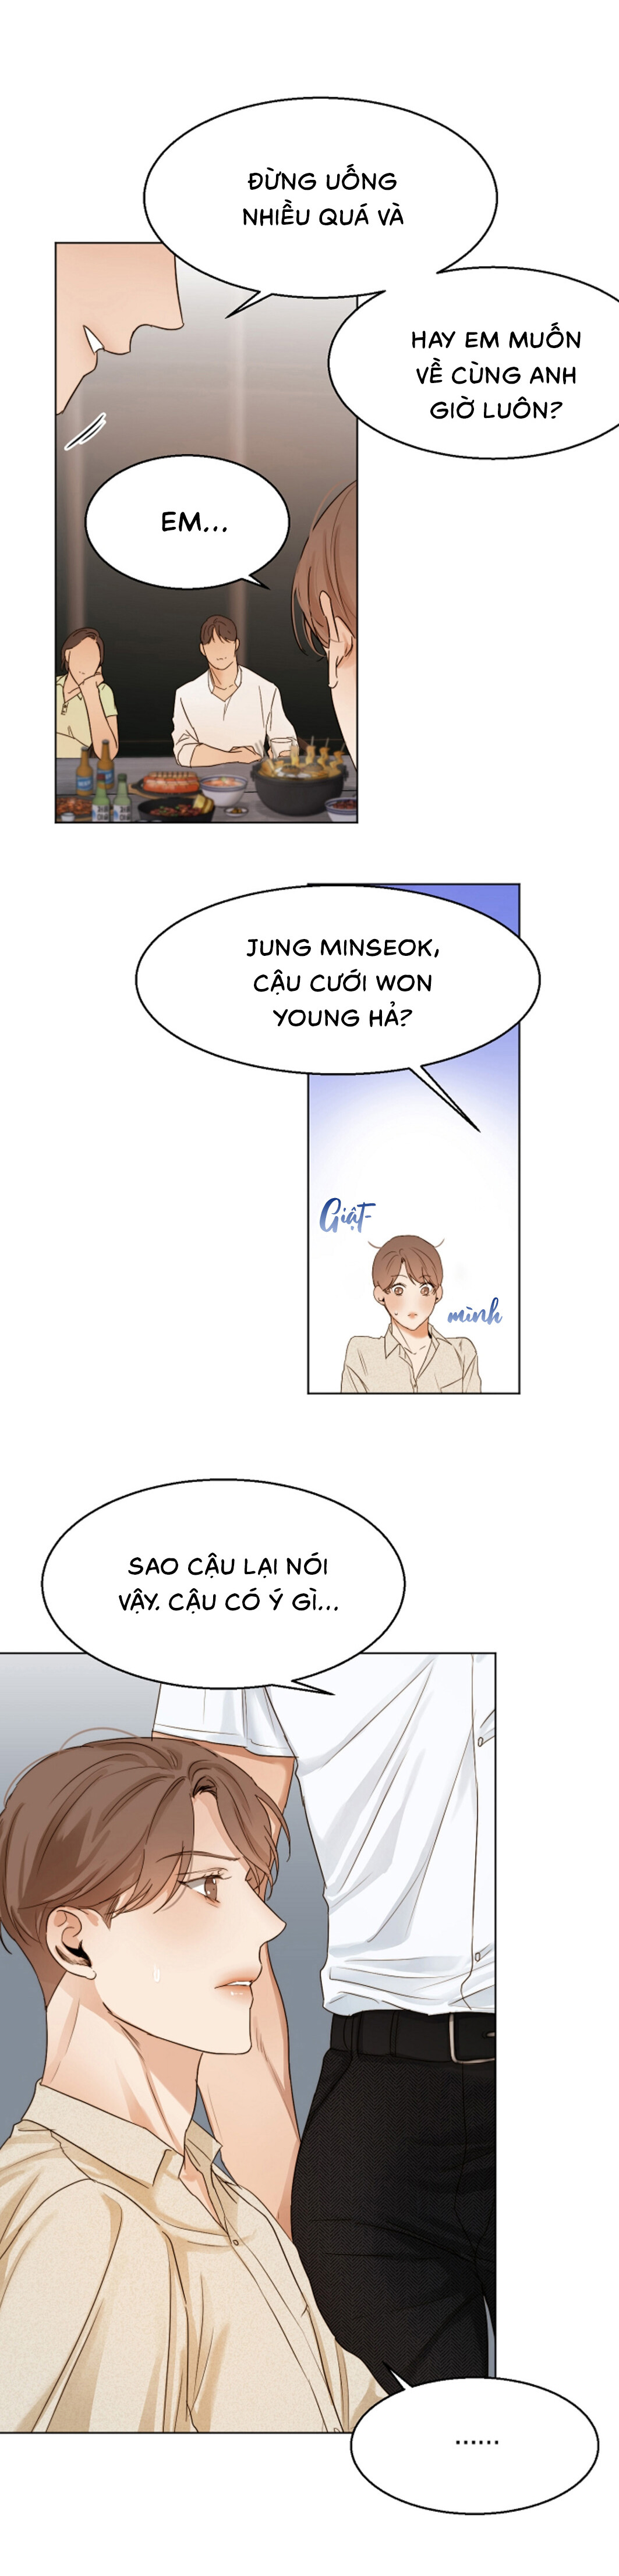 ĐỪNG UỐNG
NHIỀU QUÁ VÀ
HAY EM MUỐN
VỀ CÙNG ANH
GIỜ LUÔN?
EM...
JUNG MINSEOK,
CẬU CƯỚI WON
YOUNG HẢ?
Giật-
mình
SAO CẬU LẠI NÓI
VẬY. CẬU CÓ Ý GÌ...
......